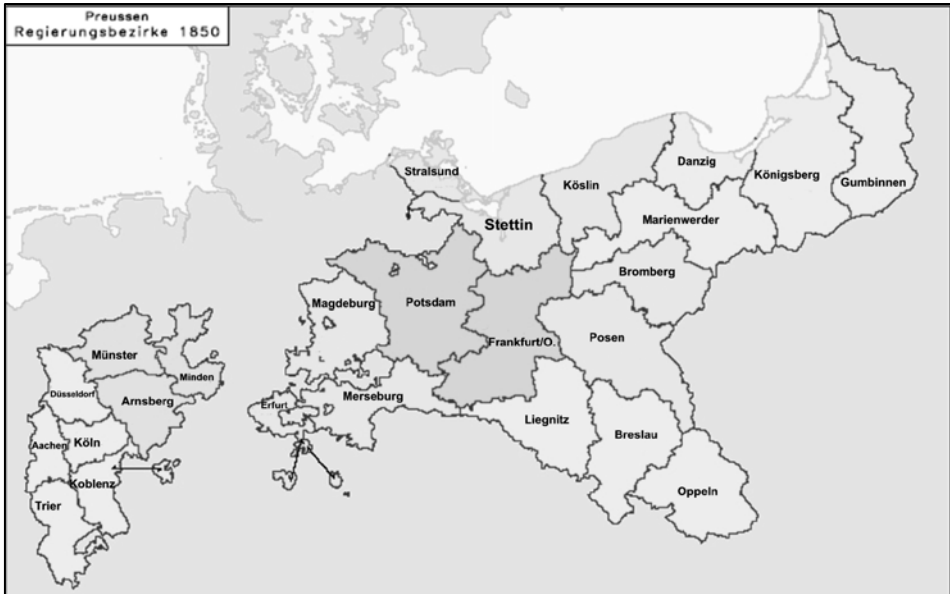 Preussen
Regierungsbezirke 1850
Stralsund
Danzig
Königsberg
Gumbinnen
Köslin
Stettin
Marienwerder
Bromberg
Magdeburg
Potsdam
Frankfurt/O.
Posen
Münster
Minden
Düsseldorf
Arnsberg
Erfurt
Merseburg
Liegnitz
Breslau
Aachen
Köln
Koblenz
Trier
Oppeln